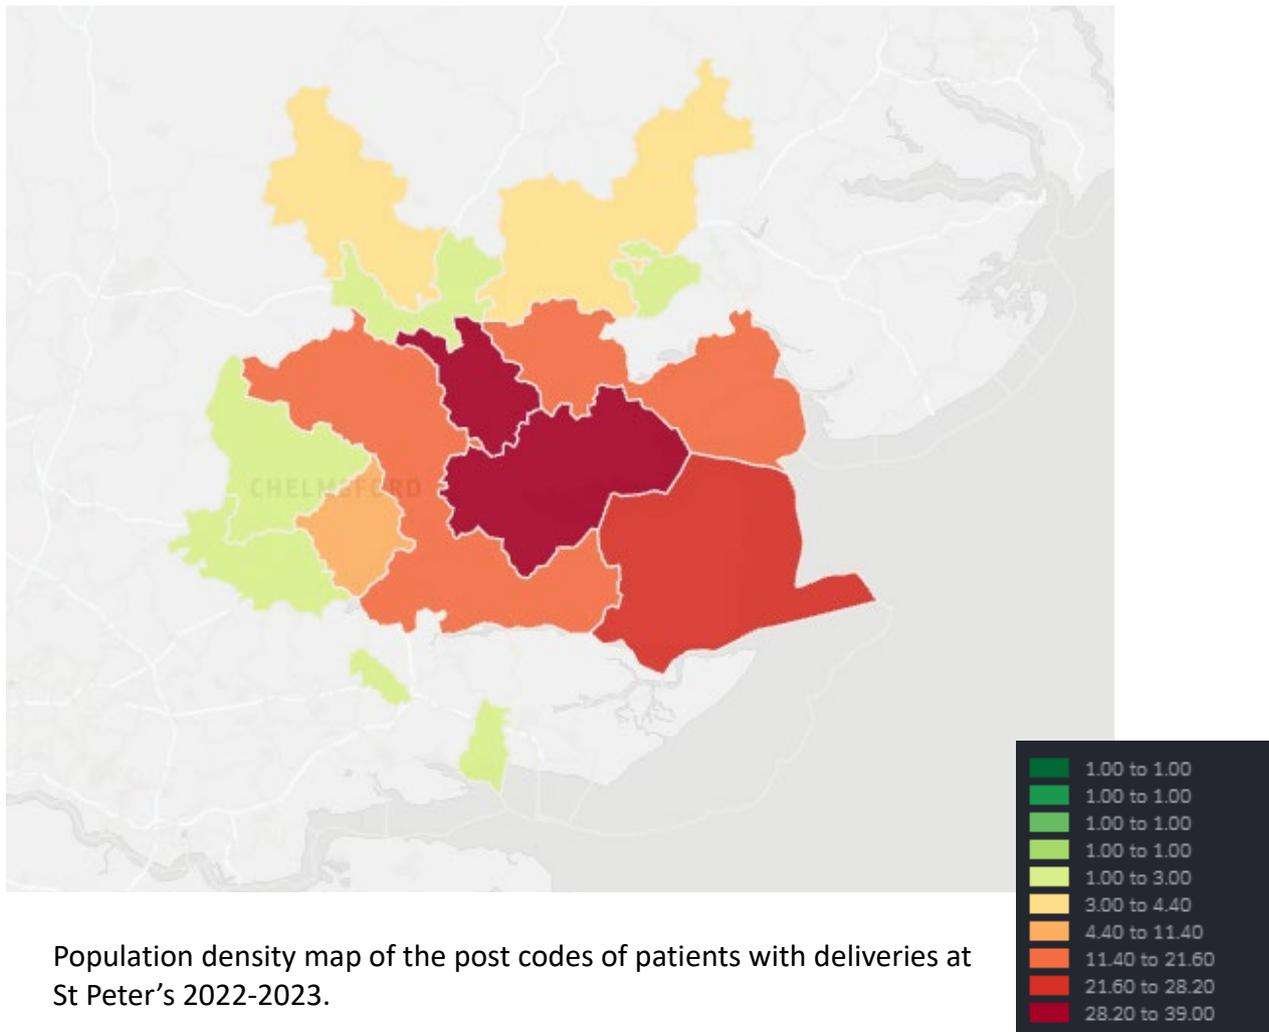 CHELMSFORD
1.00 to 1.00
1.00 to 1.00
1.00 to 1.00
1.00 to 1.00
1.00 to 3.00
3.00 to 4.40
4.40 to 11.40
11.40 to 21.60
21.60 to 28.20
28.20 to 39.00
Population density map of the post codes of patients with deliveries at
St Peter’s 2022-2023.